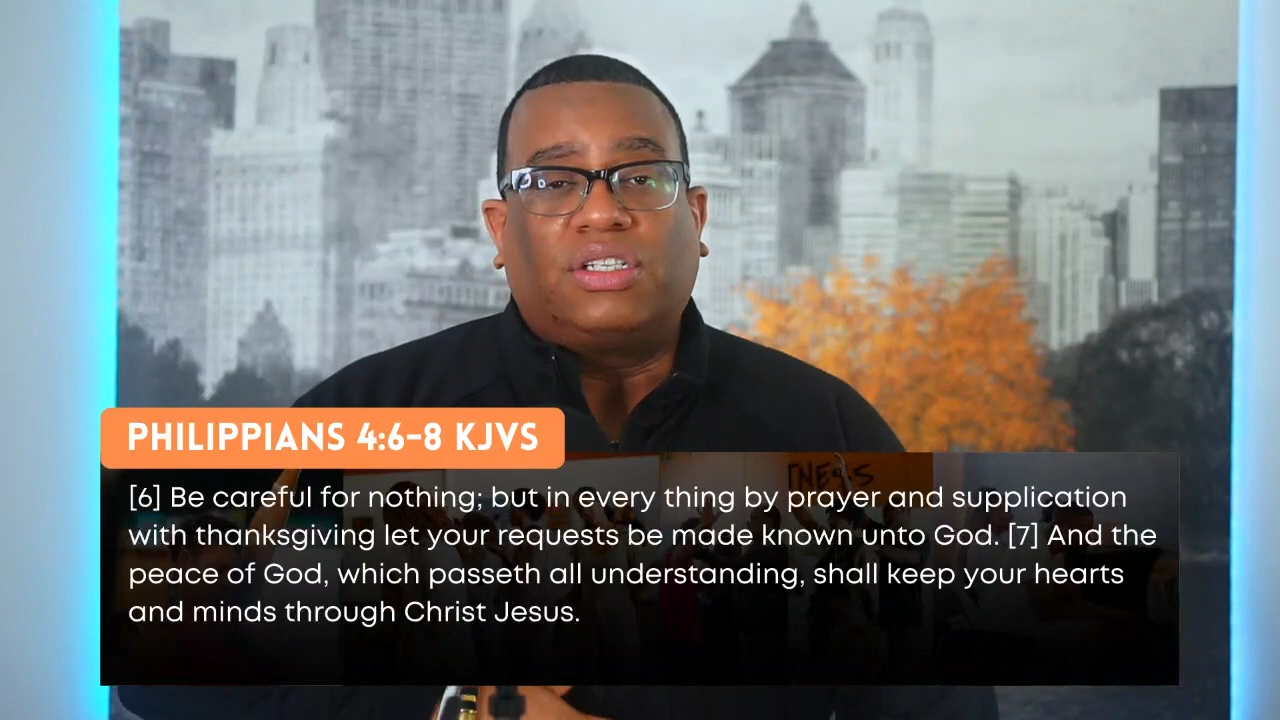 PHILIPPIANS 4:6-8 KJVS
[6] Be careful for nothing; but in every thing by prayer and supplication
with thanksgiving let your requests be made known unto God. [7] And the
peace of God, which passeth all understanding, shall keep your hearts
and minds through Christ Jesus.